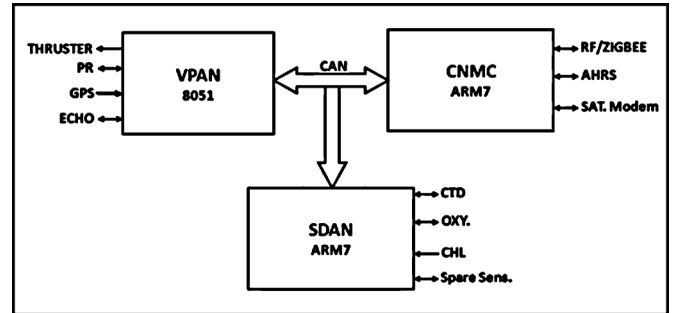 THRUSTER
PR
GPS
ECHO
VPAN
8051
CAN
CNMC
ARM7
RF/ZIGBEE
AHRS
SAT. Modem
SDAN
ARM7
CTD
OXY.
CHL
Spare Sens.